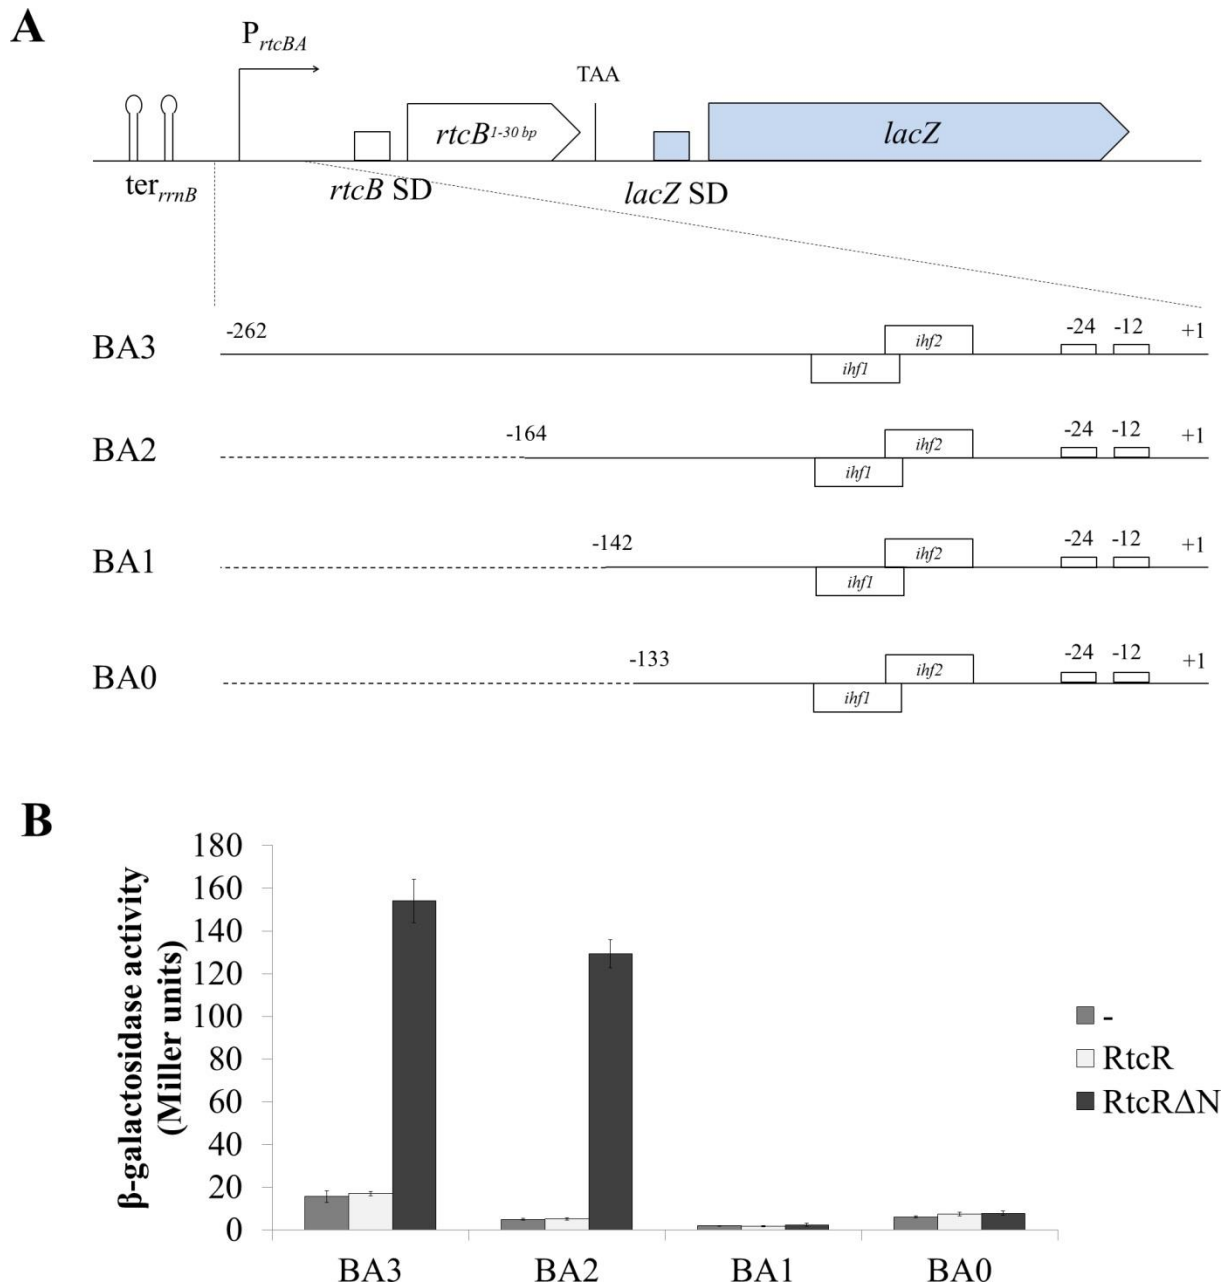 A
PrtcBA
TAA
rtcB1-30 bp
lacZ
terrrnB
rtcB SD
lacZ SD
BA3
-262
ihf1
ihf2
-24
-12
+1
BA2
-164
ihf1
ihf2
-24
-12
+1
BA1
-142
ihf1
ihf2
-24
-12
+1
BA0
-133
ihf1
ihf2
-24
-12
+1
B
β-galactosidase activity
(Miller units)
180
160
140
120
100
80
60
40
20
0
BA3
BA2
BA1
BA0
-
RtcR
RtcRΔN